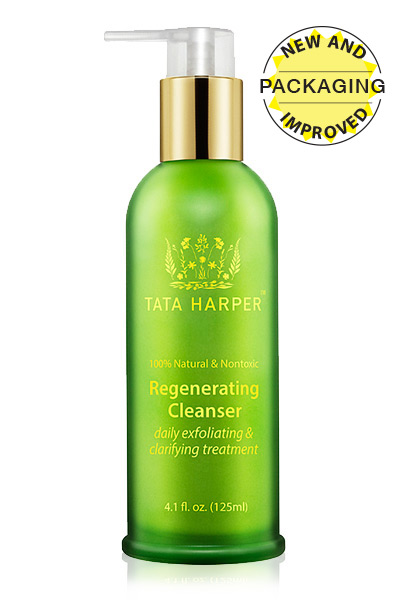 NEW AND
PACKAGING
IMPROVED
TATA HARPER™
100% Natural & Nontoxic
Regenerating
Cleanser
daily exfoliating &
clarifying treatment
4.1 fl. oz. (125ml)